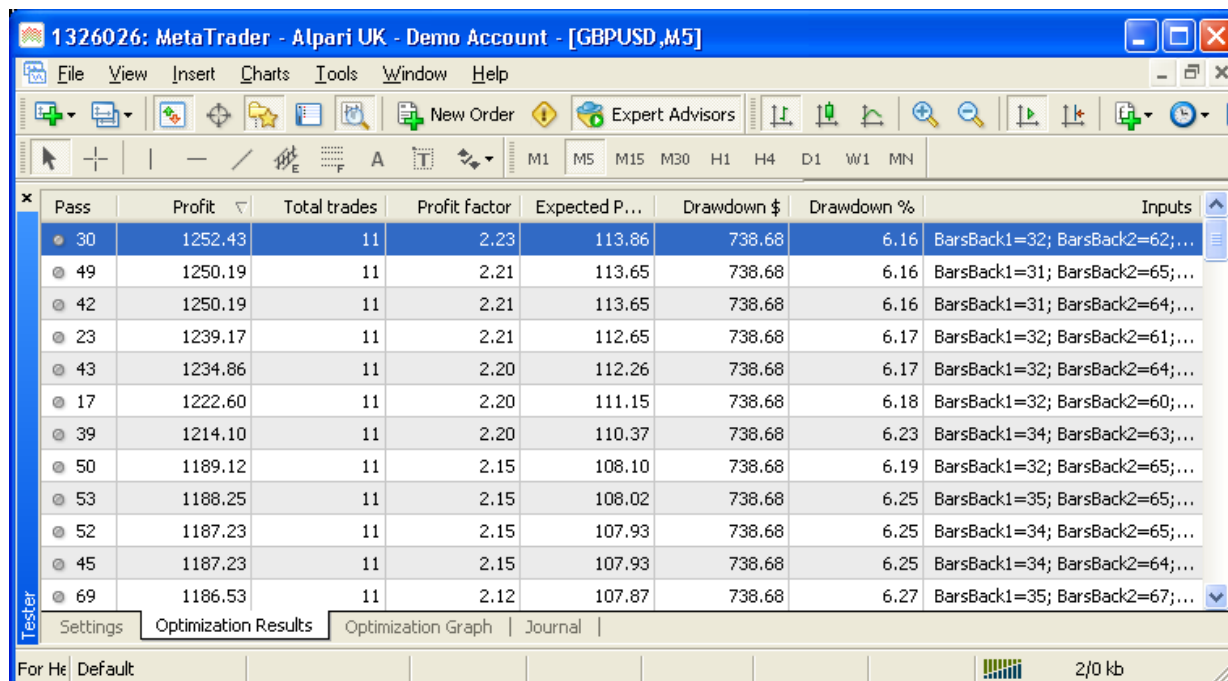 1326026: MetaTrader - Alpari UK - Demo Account - [GBPUSD,M5]
File View Insert Charts Tools Window Help
New Order Expert Advisors
E F A T M1 M5 M15 M30 H1 H4 D1 W1 MN
Pass Profit Total trades Profit factor Expected P... Drawdown $ Drawdown % Inputs
30 1252.43 11 2.23 113.86 738.68 6.16 BarsBack1=32; BarsBack2=62;...
49 1250.19 11 2.21 113.65 738.68 6.16 BarsBack1=31; BarsBack2=65;...
42 1250.19 11 2.21 113.65 738.68 6.16 BarsBack1=31; BarsBack2=64;...
23 1239.17 11 2.21 112.65 738.68 6.17 BarsBack1=32; BarsBack2=61;...
43 1234.86 11 2.20 112.26 738.68 6.17 BarsBack1=32; BarsBack2=64;...
17 1222.60 11 2.20 111.15 738.68 6.18 BarsBack1=32; BarsBack2=60;...
39 1214.10 11 2.20 110.37 738.68 6.23 BarsBack1=34; BarsBack2=63;...
50 1189.12 11 2.15 108.10 738.68 6.19 BarsBack1=32; BarsBack2=65;...
53 1188.25 11 2.15 108.02 738.68 6.25 BarsBack1=35; BarsBack2=65;...
52 1187.23 11 2.15 107.93 738.68 6.25 BarsBack1=34; BarsBack2=65;...
45 1187.23 11 2.15 107.93 738.68 6.25 BarsBack1=34; BarsBack2=64;...
69 1186.53 11 2.12 107.87 738.68 6.27 BarsBack1=35; BarsBack2=67;...
Tester
Settings Optimization Results Optimization Graph | Journal |
For He Default 2/0 kb